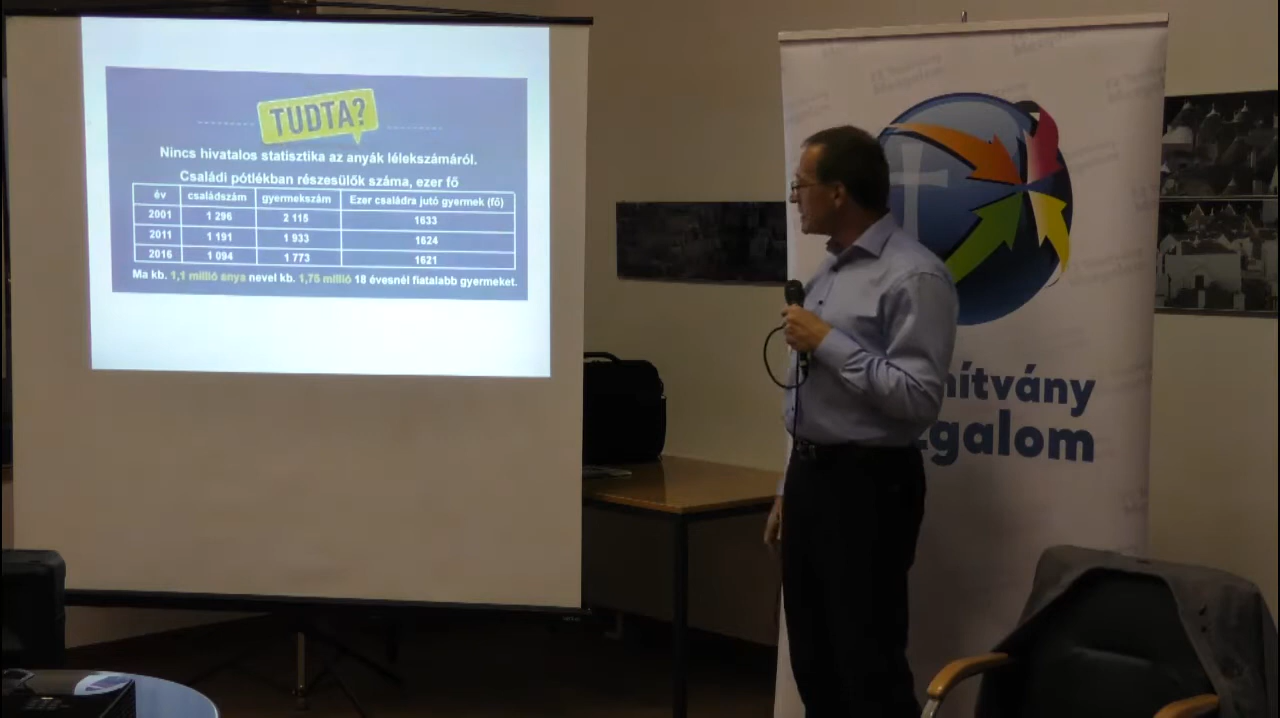 TUDTA?
Nincs hivatalos statisztika az anyák lélekszámáról.
Családi pótlékban részesülők száma, ezer fő
év családszám gyermekszám Ezer családra jutó gyermek (fő)
2001 1 296 2 115 1633
2011 1 191 1 933 1624
2016 1 094 1 773 1621
Ma kb. 1,1 millió anya nevel kb. 1,75 millió 18 évesnél fiatalabb gyermeket.
ítvány
galom